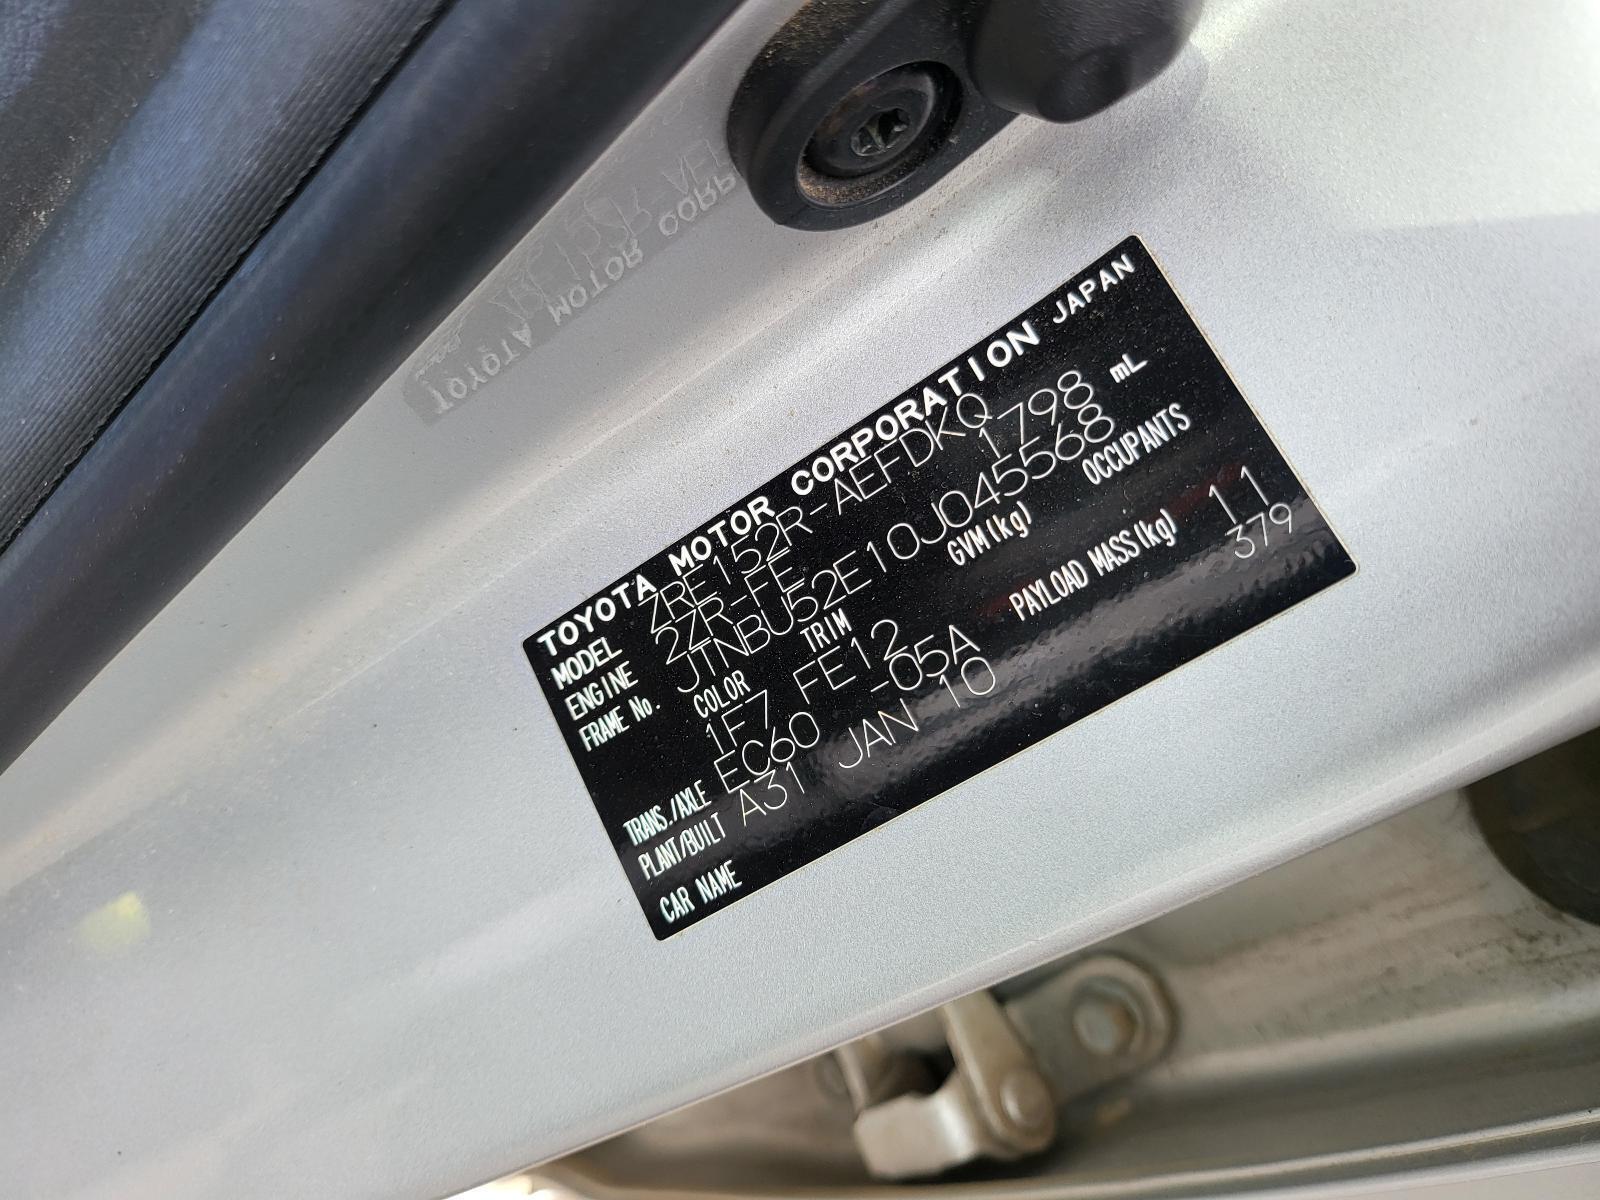 TOYOTA MOTOR CORPORATION JAPAN
MODEL ZRE152R-AEFDKQ
ENGINE 2ZR-FE 1798 mL
FRAME No. JTNBU52E10J045568
COLOR TRIM GVM(kg) OCCUPANTS
1F7 FE12
TRANS./AXLE EC60 -05A PAYLOAD MASS(kg) 11
PLANT/BUILT A31 JAN 10 379
CAR NAME
TOYOTA MOTOR CORP